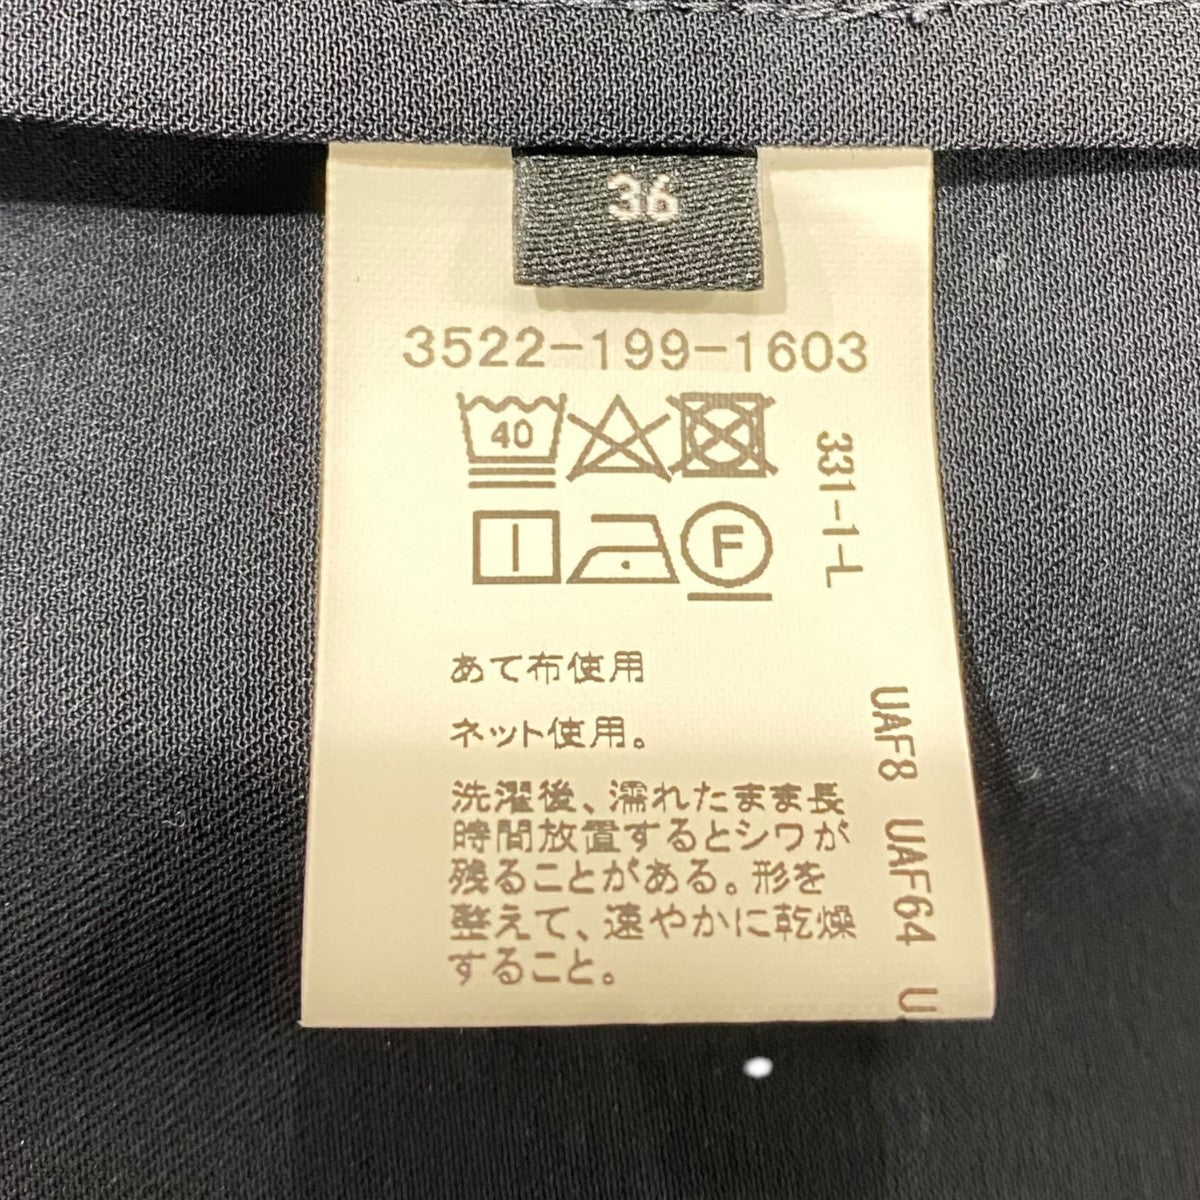 36
3522-199-1603
40
F
331-1-L
あて布使用
ネット使用。
洗濯後、濡れたまま長
時間放置するとシワが
残ることがある。形を
整えて、速やかに乾燥
すること。
UAF8 UAF64